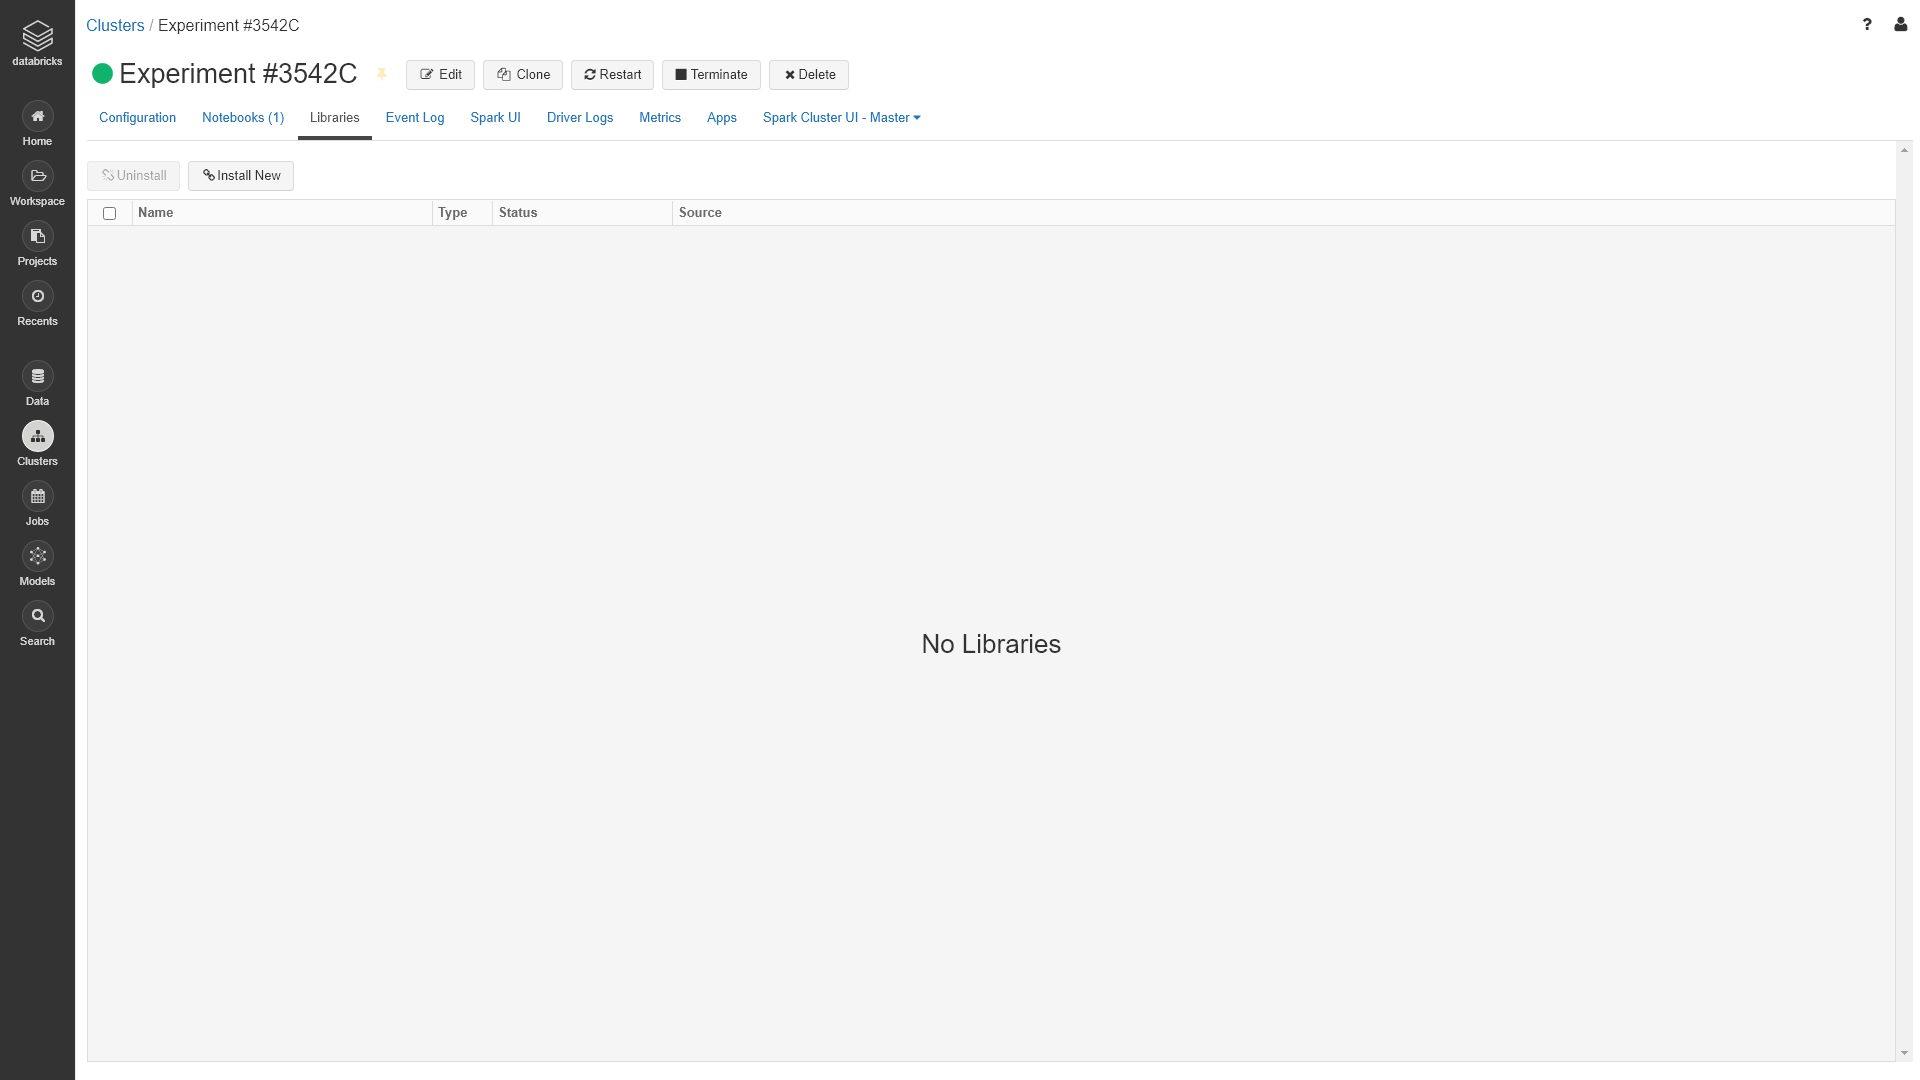 Clusters / Experiment #3542C
?
databricks
Experiment #3542C
Edit
Clone
Restart
Terminate
Delete
Configuration
Notebooks (1)
Libraries
Event Log
Spark UI
Driver Logs
Metrics
Apps
Spark Cluster UI - Master
Home
Workspace
Projects
Recents
Data
Clusters
Jobs
Models
Search
Uninstall
Install New
Name
Type
Status
Source
No Libraries